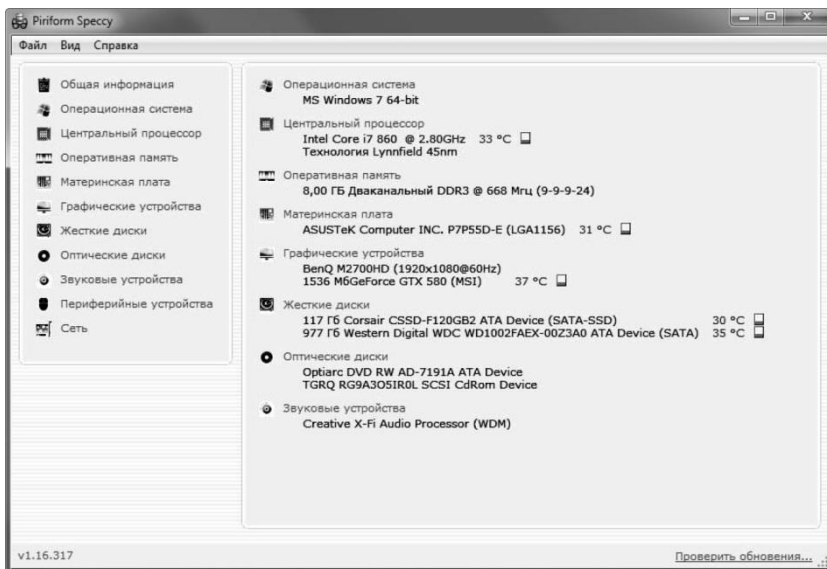 Piriform Speccy
Файл Вид Справка
Общая информация
Операционная система
Центральный процессор
Оперативная память
Материнская плата
Графические устройства
Жесткие диски
Оптические диски
Звуковые устройства
Периферийные устройства
Сеть
Операционная система
MS Windows 7 64-bit
Центральный процессор
Intel Core i7 860 @ 2.80GHz 33 °C
Технология Lynnfield 45nm
Оперативная память
8,00 ГБ Дваканальный DDR3 @ 668 Мгц (9-9-9-24)
Материнская плата
ASUSTeK Computer INC. P7P55D-E (LGA1156) 31 °C
Графические устройства
BenQ M2700HD (1920x1080@60Hz)
1536 МбGeForce GTX 580 (MSI) 37 °C
Жесткие диски
117 Гб Corsair CSSD-F120GB2 ATA Device (SATA-SSD) 30 °C
977 Гб Western Digital WDC WD1002FAEX-00Z3A0 ATA Device (SATA) 35 °C
Оптические диски
Optiarc DVD RW AD-7191A ATA Device
TGRQ RG9A3O5IR0L SCSI CdRom Device
Звуковые устройства
Creative X-Fi Audio Processor (WDM)
v1.16.317
Проверить обновения...